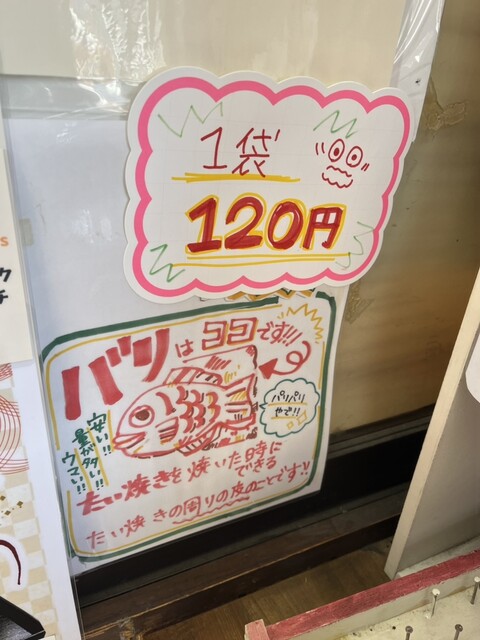 1袋
120円
バリはココです!!!
安い!!
量が多い!!
ウマい!!
パリパリ
やでり
たい焼きを焼いた時に
できる
たい焼きの周りの皮のことです!!